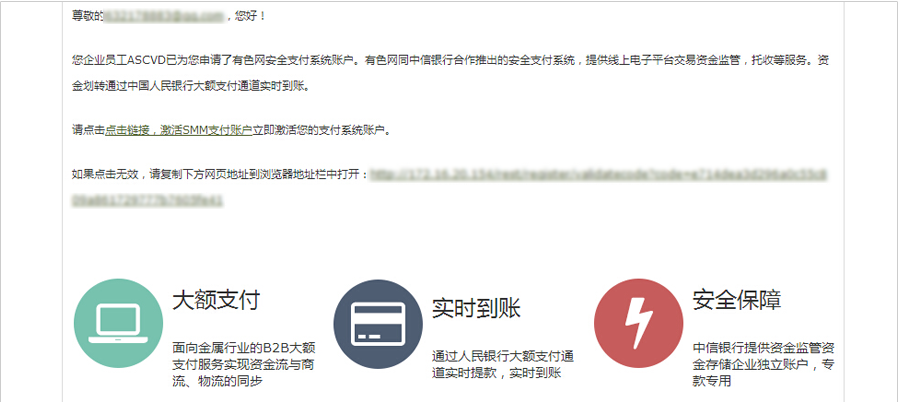 尊敬的
，您好！
您企业员工ASCVD已为您申请了有色网安全支付系统账户。有色网同中信银行合作推出的安全支付系统，提供线上电子平台交易资金监管，托收等服务。资
金划转通过中国人民银行大额支付通道实时到账。
请点击点击链接，激活SMM支付账户立即激活您的支付系统账户。
如果点击无效，请复制下方网页地址到浏览器地址栏中打开：
大额支付
面向金属行业的B2B大额
支付服务实现资金流与商
流、物流的同步
实时到账
通过人民银行大额支付通
道实时提款，实时到账
安全保障
中信银行提供资金监管资
金存储企业独立账户，专
款专用